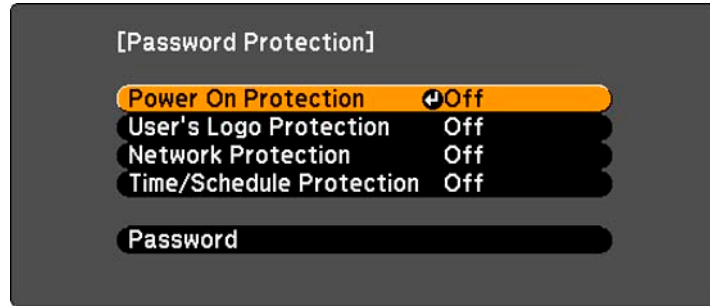 [Password Protection]
Power On Protection Off
User's Logo Protection Off
Network Protection Off
Time/Schedule Protection Off
Password